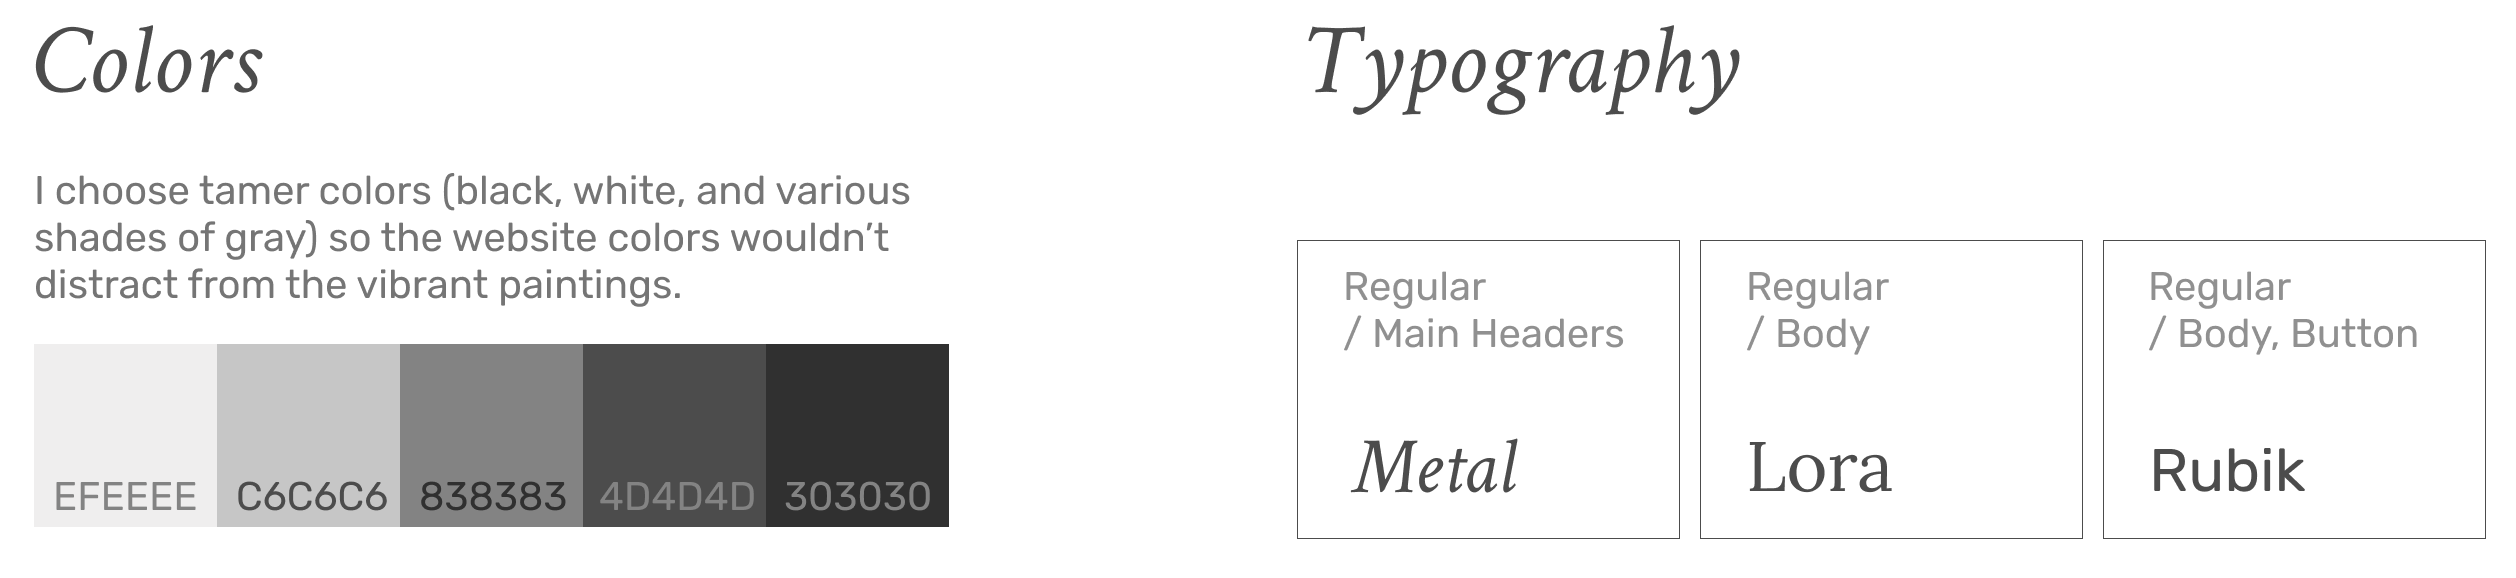 Colors
I choose tamer colors (black, white, and various
shades of gray) so the website colors wouldn't
distract from the vibrant paintings.
EFEEEE
C6C6C6
838383
4D4D4D
303030
Typography
Regular
/ Main Headers
Metal
Regular
/ Body
Lora
Regular
/ Body, Button
Rubik